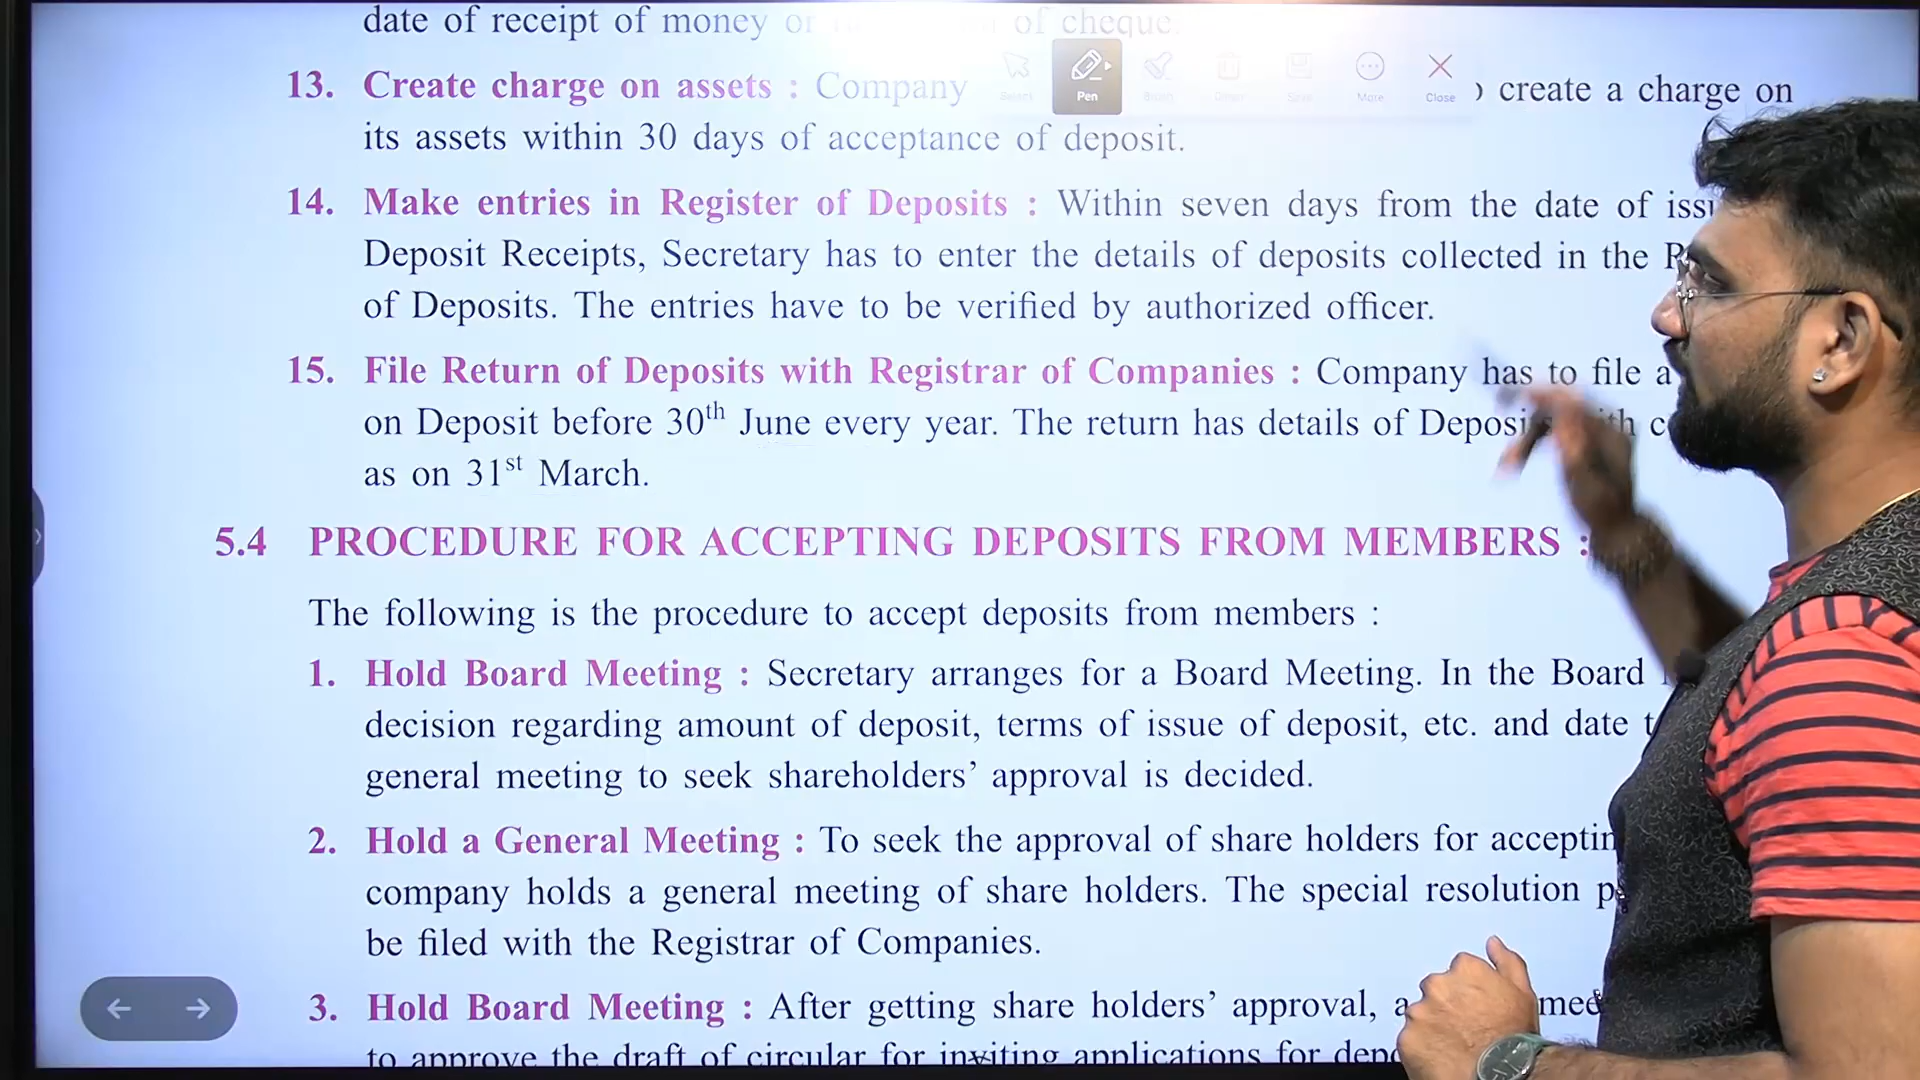 date of receipt of money or of cheque.
13. Create charge on assets : Company create a charge on
its assets within 30 days of acceptance of deposit.
Select Pen Brush Save More Close
14. Make entries in Register of Deposits : Within seven days from the date of
Deposit Receipts, Secretary has to enter the details of deposits collected in the
of Deposits. The entries have to be verified by authorized officer.
15. File Return of Deposits with Registrar of Companies : Company has to file a
on Deposit before 30th June every year. The return has details of
as on 31st March.
5.4 PROCEDURE FOR ACCEPTING DEPOSITS FROM MEMBERS :
The following is the procedure to accept deposits from members :
1. Hold Board Meeting : Secretary arranges for a Board Meeting. In the Board
decision regarding amount of deposit, terms of issue of deposit, etc. and date
general meeting to seek shareholders' approval is decided.
2. Hold a General Meeting : To seek the approval of share holders for
company holds a general meeting of share holders. The special resolution
be filed with the Registrar of Companies.
3. Hold Board Meeting : After getting share holders' approval,
to approve the draft of circular for inviting applications for